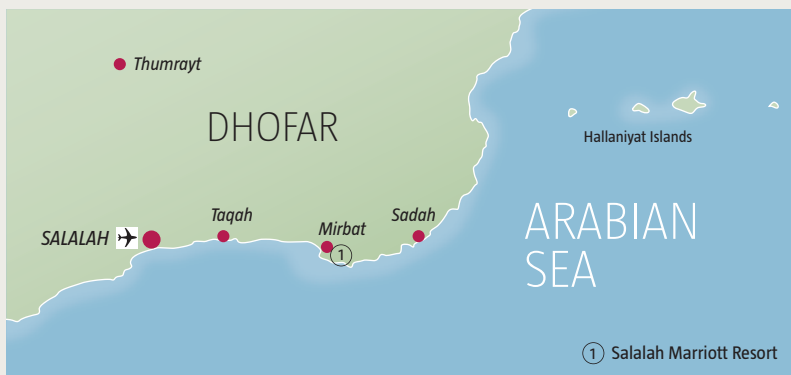 Thumrayt
DHOFAR
Hallaniyat Islands
Taqah
Sadah
Mirbat
SALALAH
ARABIAN
SEA
1
1 Salalah Marriott Resort